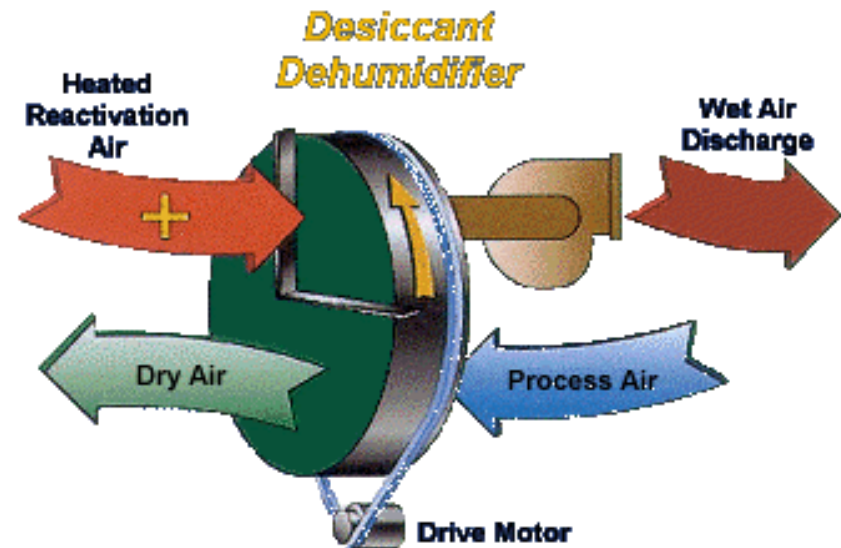 Desiccant
Dehumidifier
Heated
Reactivation
Air
Wet Air
Discharge
+
Dry Air
Process Air
Drive Motor